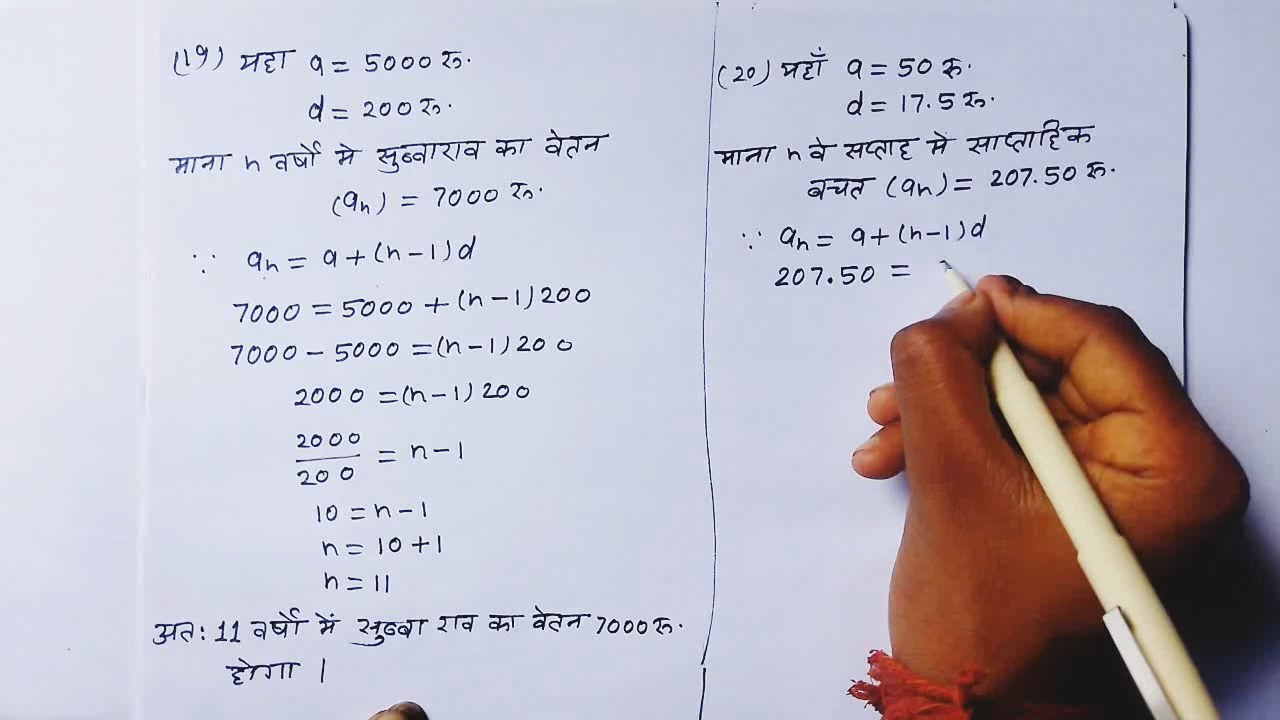 (19) यहा a = 5000 रु.
d = 200 रु.
माना n वर्षो मे सुब्बाराव का वेतन
(aₙ) = 7000 रु.
∵ aₙ = a + (n - 1) d
7000 = 5000 + (n - 1) 200
7000 - 5000 = (n - 1) 200
2000 = (n - 1) 200
2000/200 = n - 1
10 = n - 1
n = 10 + 1
n = 11
अत: 11 वर्षो में सुब्बा राव का वेतन 7000 रु.
होगा |
(20) यहाँ a = 50 रु.
d = 17.5 रु.
माना n वे सप्ताह मे साप्ताहिक
बचत (aₙ) = 207.50 रु.
∵ aₙ = a + (n - 1) d
207.50 =